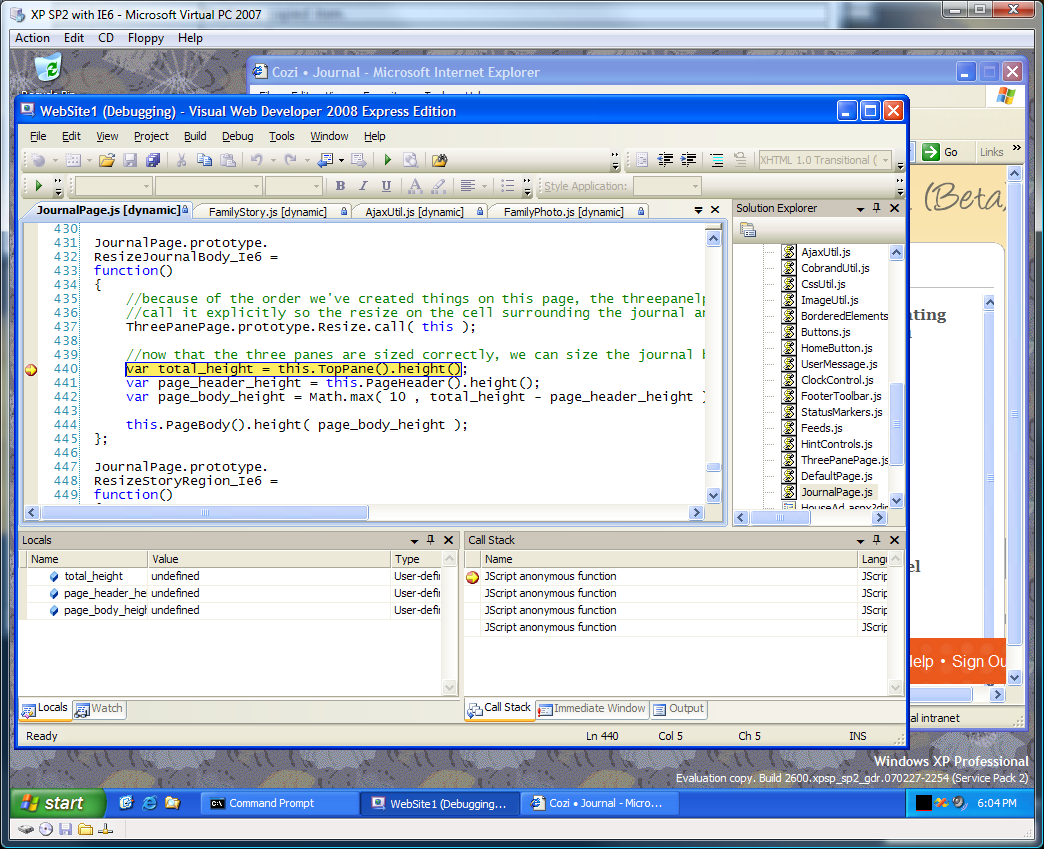 XP SP2 with IE6 - Microsoft Virtual PC 2007
Action Edit CD Floppy Help
Cozi • Journal - Microsoft Internet Explorer
WebSite1 (Debugging) - Visual Web Developer 2008 Express Edition
File Edit View Project Build Debug Tools Window Help
XHTML 1.0 Transitional (
Go Links »
B I U A Style Application:
(Beta)
JournalPage.js [dynamic] FamilyStory.js [dynamic] AjaxUtil.js [dynamic] FamilyPhoto.js [dynamic]
Solution Explorer
430
431 JournalPage.prototype.
432 ResizeJournalBody_Ie6 =
433 function()
434 {
435 //because of the order we've created things on this page, the threepanelp
436 //call it explicitly so the resize on the cell surrounding the journal an
437 ThreePanePage.prototype.Resize.call( this );
438
439 //now that the three panes are sized correctly, we can size the journal b
440 var total_height = this.TopPane().height();
441 var page_header_height = this.PageHeader().height();
442 var page_body_height = Math.max( 10 , total_height - page_header_height )
443
444 this.PageBody().height( page_body_height );
445 };
446
447 JournalPage.prototype.
448 ResizeStoryRegion_Ie6 =
449 function()
AjaxUtil.js
CobrandUtil.js
CssUtil.js
ImageUtil.js
BorderedElements
Buttons.js
HomeButton.js
UserMessage.js
ClockControl.js
FooterToolbar.js
StatusMarkers.js
Feeds.js
HintControls.js
ThreePanePage.js
DefaultPage.js
JournalPage.js
HouseAd.aspx?dir
ating
el
Help • Sign Ou
al intranet
Locals
Name Value Type
total_height undefined User-defi
page_header_he undefined User-defi
page_body_heigh undefined User-defi
Locals Watch
Call Stack
Name Langu
JScript anonymous function JScrip
JScript anonymous function JScrip
JScript anonymous function JScrip
JScript anonymous function JScrip
Call Stack Immediate Window Output
Ready Ln 440 Col 5 Ch 5 INS
Windows XP Professional
Evaluation copy. Build 2600.xpsp_sp2_gdr.070227-2254 (Service Pack 2)
start Command Prompt WebSite1 (Debugging... Cozi • Journal - Micro... 6:04 PM